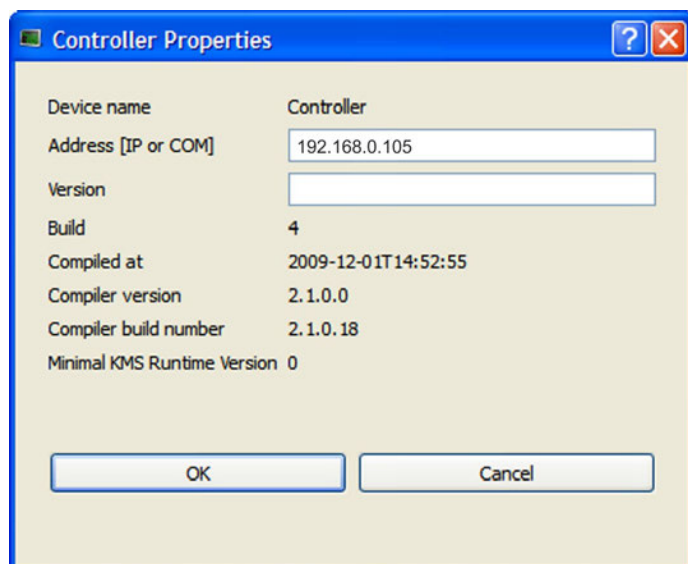 Controller Properties
Device name Controller
Address [IP or COM] 192.168.0.105
Version
Build 4
Compiled at 2009-12-01T14:52:55
Compiler version 2.1.0.0
Compiler build number 2.1.0.18
Minimal KMS Runtime Version 0
OK Cancel